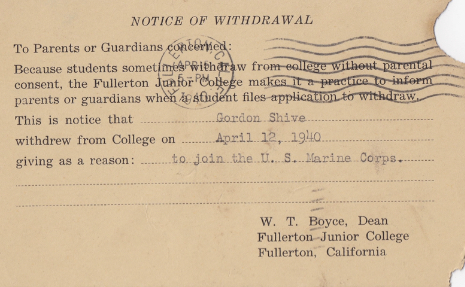 NOTICE OF WITHDRAWAL
To Parents or Guardians concerned:
Because students sometimes withdraw from college without parental
consent, the Fullerton Junior College makes it a practice to inform
parents or guardians when a student files application to withdraw.
This is notice that Gordon Shive
withdrew from College on April 12, 1940
giving as a reason: to join the U. S. Marine Corps.
W. T. Boyce, Dean
Fullerton Junior College
Fullerton, California